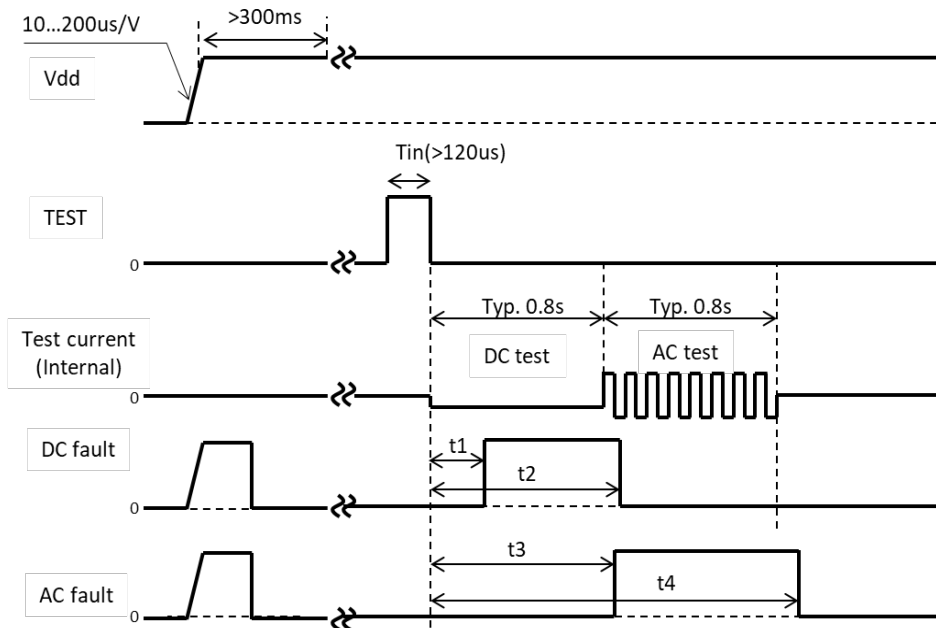 10...200us/V
>300ms
Vdd
Tin(>120us)
TEST
0
Typ. 0.8s
Typ. 0.8s
Test current
(Internal)
DC test
AC test
0
DC fault
t1
t2
0
AC fault
t3
t4
0